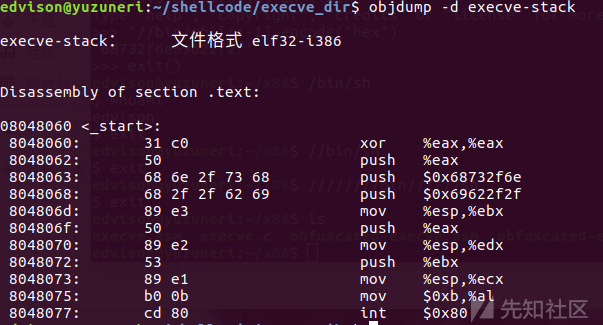 edvison@yuzuneri:~/shellcode/execve_dir$ objdump -d execve-stack
execve-stack：     文件格式 elf32-i386
Disassembly of section .text:
08048060 <_start>:
 8048060:	31 c0                	xor    %eax,%eax
 8048062:	50                   	push   %eax
 8048063:	68 6e 2f 73 68       	push   $0x68732f6e
 8048068:	68 2f 2f 62 69       	push   $0x69622f2f
 804806d:	89 e3                	mov    %esp,%ebx
 804806f:	50                   	push   %eax
 8048070:	89 e2                	mov    %esp,%edx
 8048072:	53                   	push   %ebx
 8048073:	89 e1                	mov    %esp,%ecx
 8048075:	b0 0b                	mov    $0xb,%al
 8048077:	cd 80                	int    $0x80
先知社区